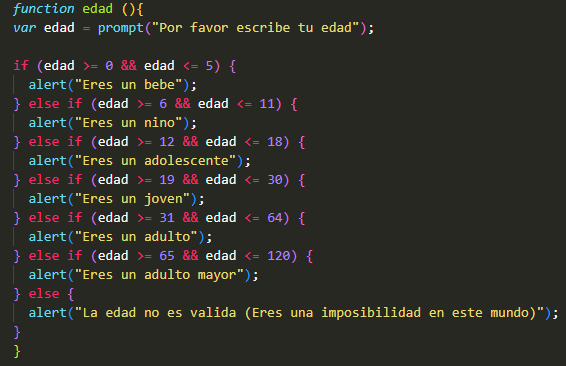 function edad (){
var edad = prompt("Por favor escribe tu edad");

if (edad >= 0 && edad <= 5) {
  alert("Eres un bebe");
} else if (edad >= 6 && edad <= 11) {
  alert("Eres un nino");
} else if (edad >= 12 && edad <= 18) {
  alert("Eres un adolescente");
} else if (edad >= 19 && edad <= 30) {
  alert("Eres un joven");
} else if (edad >= 31 && edad <= 64) {
  alert("Eres un adulto");
} else if (edad >= 65 && edad <= 120) {
  alert("Eres un adulto mayor");
} else {
  alert("La edad no es valida (Eres una imposibilidad en este mundo)");
}
}